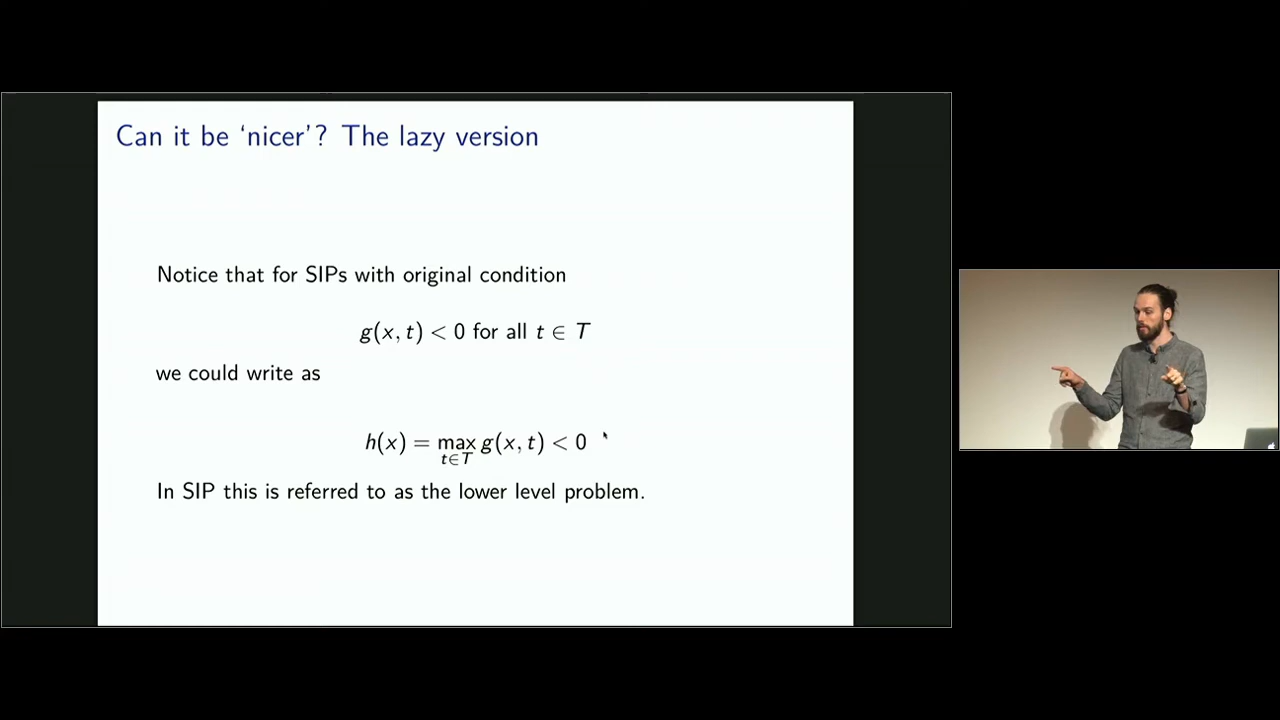 Can it be ‘nicer’? The lazy version
Notice that for SIPs with original condition
g(x, t) < 0 for all t ∈ T
we could write as
h(x) = max g(x, t) < 0
t∈T
In SIP this is referred to as the lower level problem.